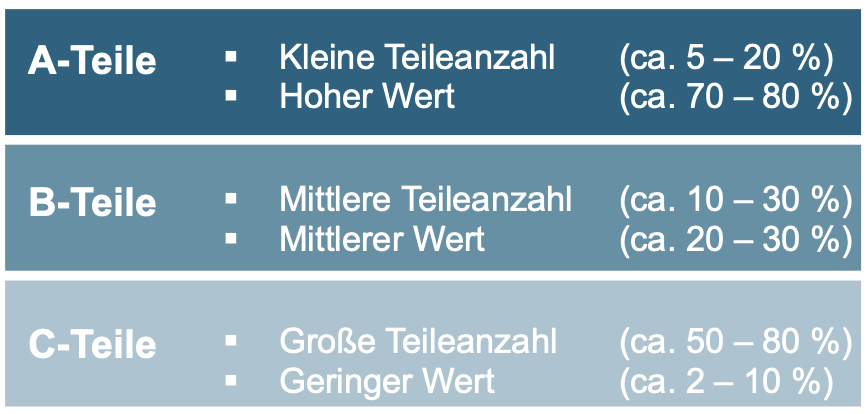 A-Teile
▪ Kleine Teileanzahl (ca. 5 – 20 %)
▪ Hoher Wert (ca. 70 – 80 %)
B-Teile
▪ Mittlere Teileanzahl (ca. 10 – 30 %)
▪ Mittlerer Wert (ca. 20 – 30 %)
C-Teile
▪ Große Teileanzahl (ca. 50 – 80 %)
▪ Geringer Wert (ca. 2 – 10 %)